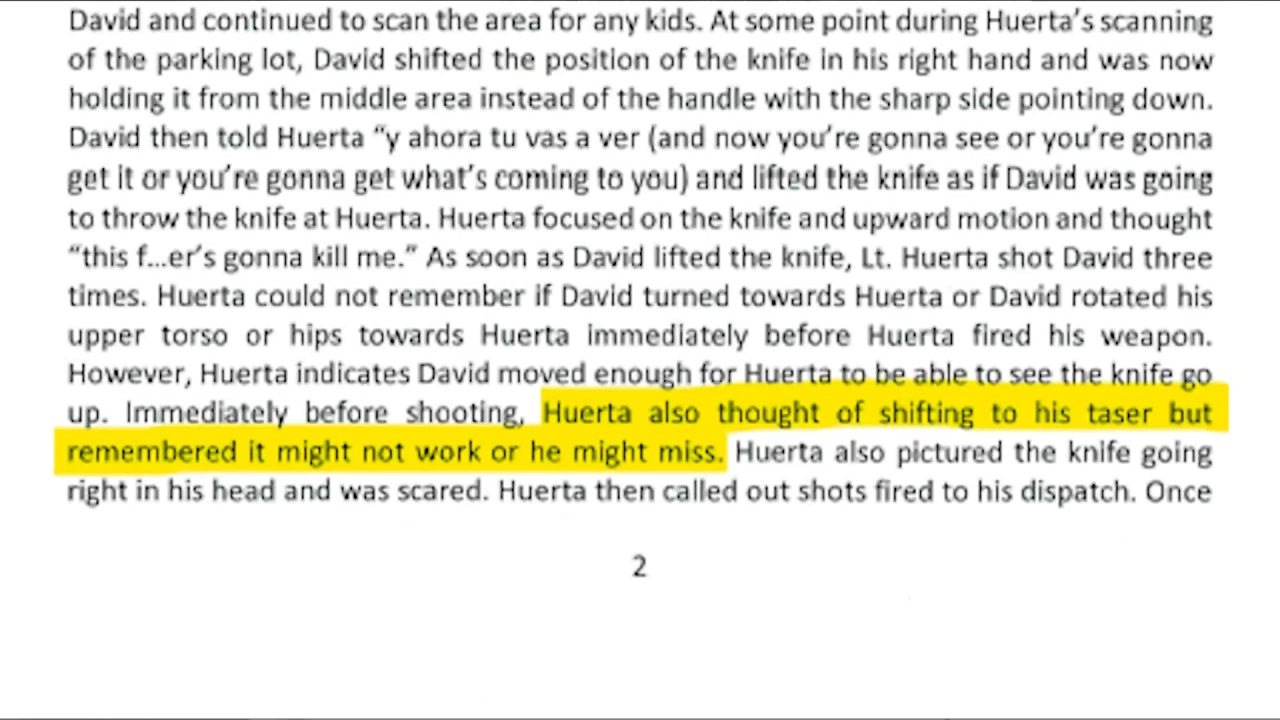 David and continued to scan the area for any kids. At some point during Huerta's scanning
of the parking lot, David shifted the position of the knife in his right hand and was now
holding it from the middle area instead of the handle with the sharp side pointing down.
David then told Huerta "y ahora tu vas a ver (and now you're gonna see or you're gonna
get it or you're gonna get what's coming to you) and lifted the knife as if David was going
to throw the knife at Huerta. Huerta focused on the knife and upward motion and thought
"this f...er's gonna kill me." As soon as David lifted the knife, Lt. Huerta shot David three
times. Huerta could not remember if David turned towards Huerta or David rotated his
upper torso or hips towards Huerta immediately before Huerta fired his weapon.
However, Huerta indicates David moved enough for Huerta to be able to see the knife go
up. Immediately before shooting, Huerta also thought of shifting to his taser but
remembered it might not work or he might miss. Huerta also pictured the knife going
right in his head and was scared. Huerta then called out shots fired to his dispatch. Once
2